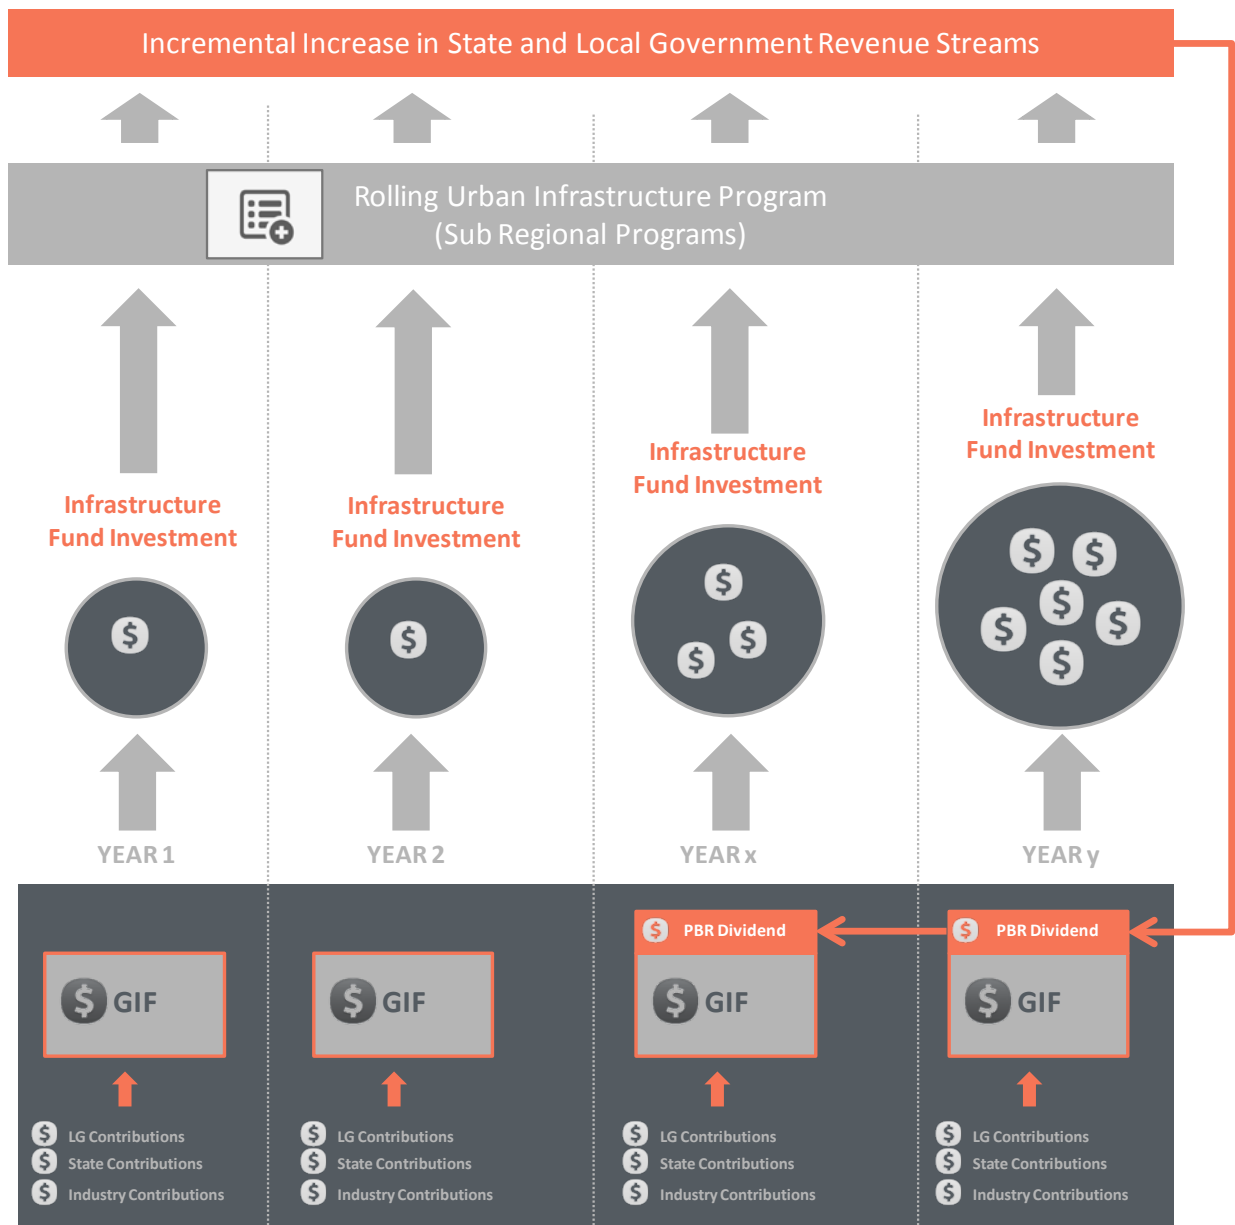 Incremental Increase in State and Local Government Revenue Streams
Rolling Urban Infrastructure Program
(Sub Regional Programs)
Infrastructure
Fund Investment
$
YEAR 1
Infrastructure
Fund Investment
$
YEAR 2
Infrastructure
Fund Investment
$
$
$
YEAR x
Infrastructure
Fund Investment
$ $
$
$ $
$
YEAR y
$ GIF
$ LG Contributions
$ State Contributions
$ Industry Contributions
$ GIF
$ LG Contributions
$ State Contributions
$ Industry Contributions
$ PBR Dividend
$ GIF
$ LG Contributions
$ State Contributions
$ Industry Contributions
$ PBR Dividend
$ GIF
$ LG Contributions
$ State Contributions
$ Industry Contributions